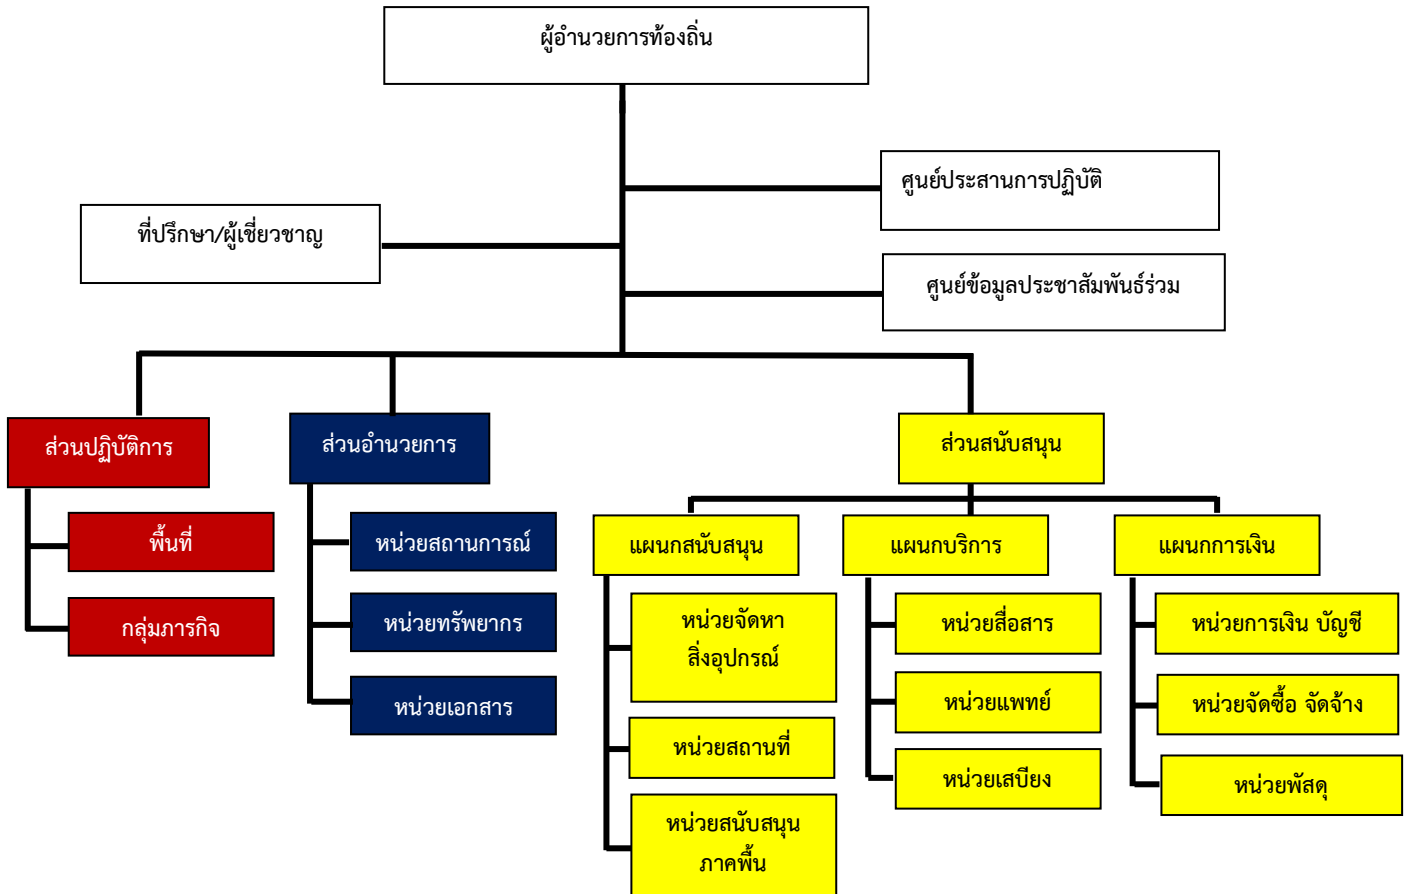 ผู้อำนวยการท้องถิ่น
ศูนย์ประสานการปฏิบัติ
ที่ปรึกษา/ผู้เชี่ยวชาญ
ศูนย์ข้อมูลประชาสัมพันธ์ร่วม
ส่วนปฏิบัติการ
พื้นที่
กลุ่มภารกิจ
ส่วนอำนวยการ
หน่วยสถานการณ์
หน่วยทรัพยากร
หน่วยเอกสาร
ส่วนสนับสนุน
แผนกสนับสนุน
หน่วยจัดหา
สิ่งอุปกรณ์
หน่วยสถานที่
หน่วยสนับสนุน
ภาคพื้น
แผนกบริการ
หน่วยสื่อสาร
หน่วยแพทย์
หน่วยเสบียง
แผนกการเงิน
หน่วยการเงิน บัญชี
หน่วยจัดซื้อ จัดจ้าง
หน่วยพัสดุ